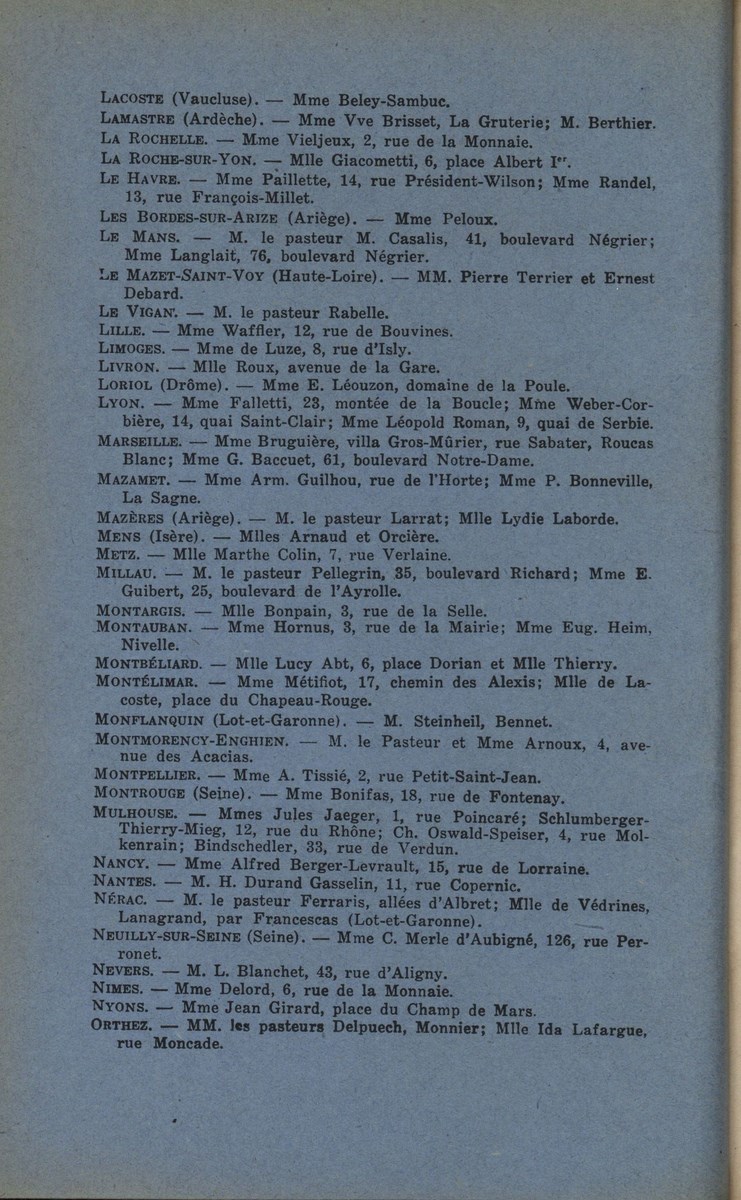 LACOSTE (Vaucluse). — Mme Beley-Sambuc.
LAMASTRE (Ardèche). — Mme Vve Brisset, La Gruterie; M. Berthier.
LA ROCHELLE. — Mme Vieljeux, 2, rue de la Monnaie.
LA ROCHE-SUR-YON. — Mlle Giacometti, 6, place Albert Ier.
LE HAVRE. — Mme Paillette, 14, rue Président-Wilson; Mme Randel,
13, rue François-Millet.
LES BORDES-SUR-ARIZE (Ariège). — Mme Peloux.
LE MANS. — M. le pasteur M. Casalis, 41, boulevard Négrier;
Mme Langlait, 76, boulevard Négrier.
LE MAZET-SAINT-VOY (Haute-Loire). — MM. Pierre Terrier et Ernest
Debard.
LE VIGAN. — M. le pasteur Rabelle.
LILLE. — Mme Waffler, 12, rue de Bouvines.
LIMOGES. — Mme de Luze, 8, rue d'Isly.
LIVRON. — Mlle Roux, avenue de la Gare.
LORIOL (Drôme). — Mme E. Léouzon, domaine de la Poule.
LYON. — Mme Falletti, 23, montée de la Boucle; Mme Weber-Cor-
bière, 14, quai Saint-Clair; Mme Léopold Roman, 9, quai de Serbie.
MARSEILLE. — Mme Bruguière, villa Gros-Mûrier, rue Sabater, Roucas
Blanc; Mme G. Baccuet, 61, boulevard Notre-Dame.
MAZAMET. — Mme Arm. Guilhou, rue de l'Horte; Mme P. Bonneville,
La Sagne.
MAZÈRES (Ariège). — M. le pasteur Larrat; Mlle Lydie Laborde.
MENS (Isère). — Mlles Arnaud et Orcière.
METZ. — Mlle Marthe Colin, 7, rue Verlaine.
MILLAU. — M. le pasteur Pellegrin, 35, boulevard Richard; Mme E.
Guibert, 25, boulevard de l'Ayrolle.
MONTARGIS. — Mlle Bonpain, 3, rue de la Selle.
MONTAUBAN. — Mme Hornus, 3, rue de la Mairie; Mme Eug. Heim,
Nivelle.
MONTBÉLIARD. — Mlle Lucy Abt, 6, place Dorian et Mlle Thierry.
MONTÉLIMAR. — Mme Métifiot, 17, chemin des Alexis; Mlle de La-
coste, place du Chapeau-Rouge.
MONFLANQUIN (Lot-et-Garonne). — M. Steinheil, Bennet.
MONTMORENCY-ENGHIEN. — M. le Pasteur et Mme Arnoux, 4, ave-
nue des Acacias.
MONTPELLIER. — Mme A. Tissié, 2, rue Petit-Saint-Jean.
MONTROUGE (Seine). — Mme Bonifas, 18, rue de Fontenay.
MULHOUSE. — Mmes Jules Jaeger, 1, rue Poincaré; Schlumberger-
Thierry-Mieg, 12, rue du Rhône; Ch. Oswald-Speiser, 4, rue Mol-
kenrain; Bindschedler, 33, rue de Verdun.
NANCY. — Mme Alfred Berger-Levrault, 15, rue de Lorraine.
NANTES. — M. H. Durand Gasselin, 11, rue Copernic.
NÉRAC. — M. le pasteur Ferraris, allées d'Albret; Mlle de Védrines,
Lanagrand, par Francescas (Lot-et-Garonne).
NEUILLY-SUR-SEINE (Seine). — Mme C. Merle d'Aubigné, 126, rue Per-
ronet.
NEVERS. — M. L. Blanchet, 43, rue d'Aligny.
NIMES. — Mme Delord, 6, rue de la Monnaie.
NYONS. — Mme Jean Girard, place du Champ de Mars.
ORTHEZ. — MM. les pasteurs Delpuech, Monnier; Mlle Ida Lafargue,
rue Moncade.